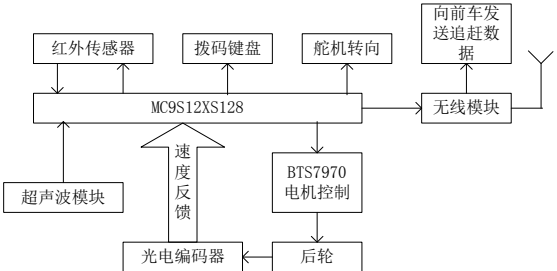 向前车发
送追赶数
据
红外传感器
拨码键盘
舵机转向
MC9S12XS128
无线模块
速
度
反
馈
BTS7970
电机控制
超声波模块
光电编码器
后轮